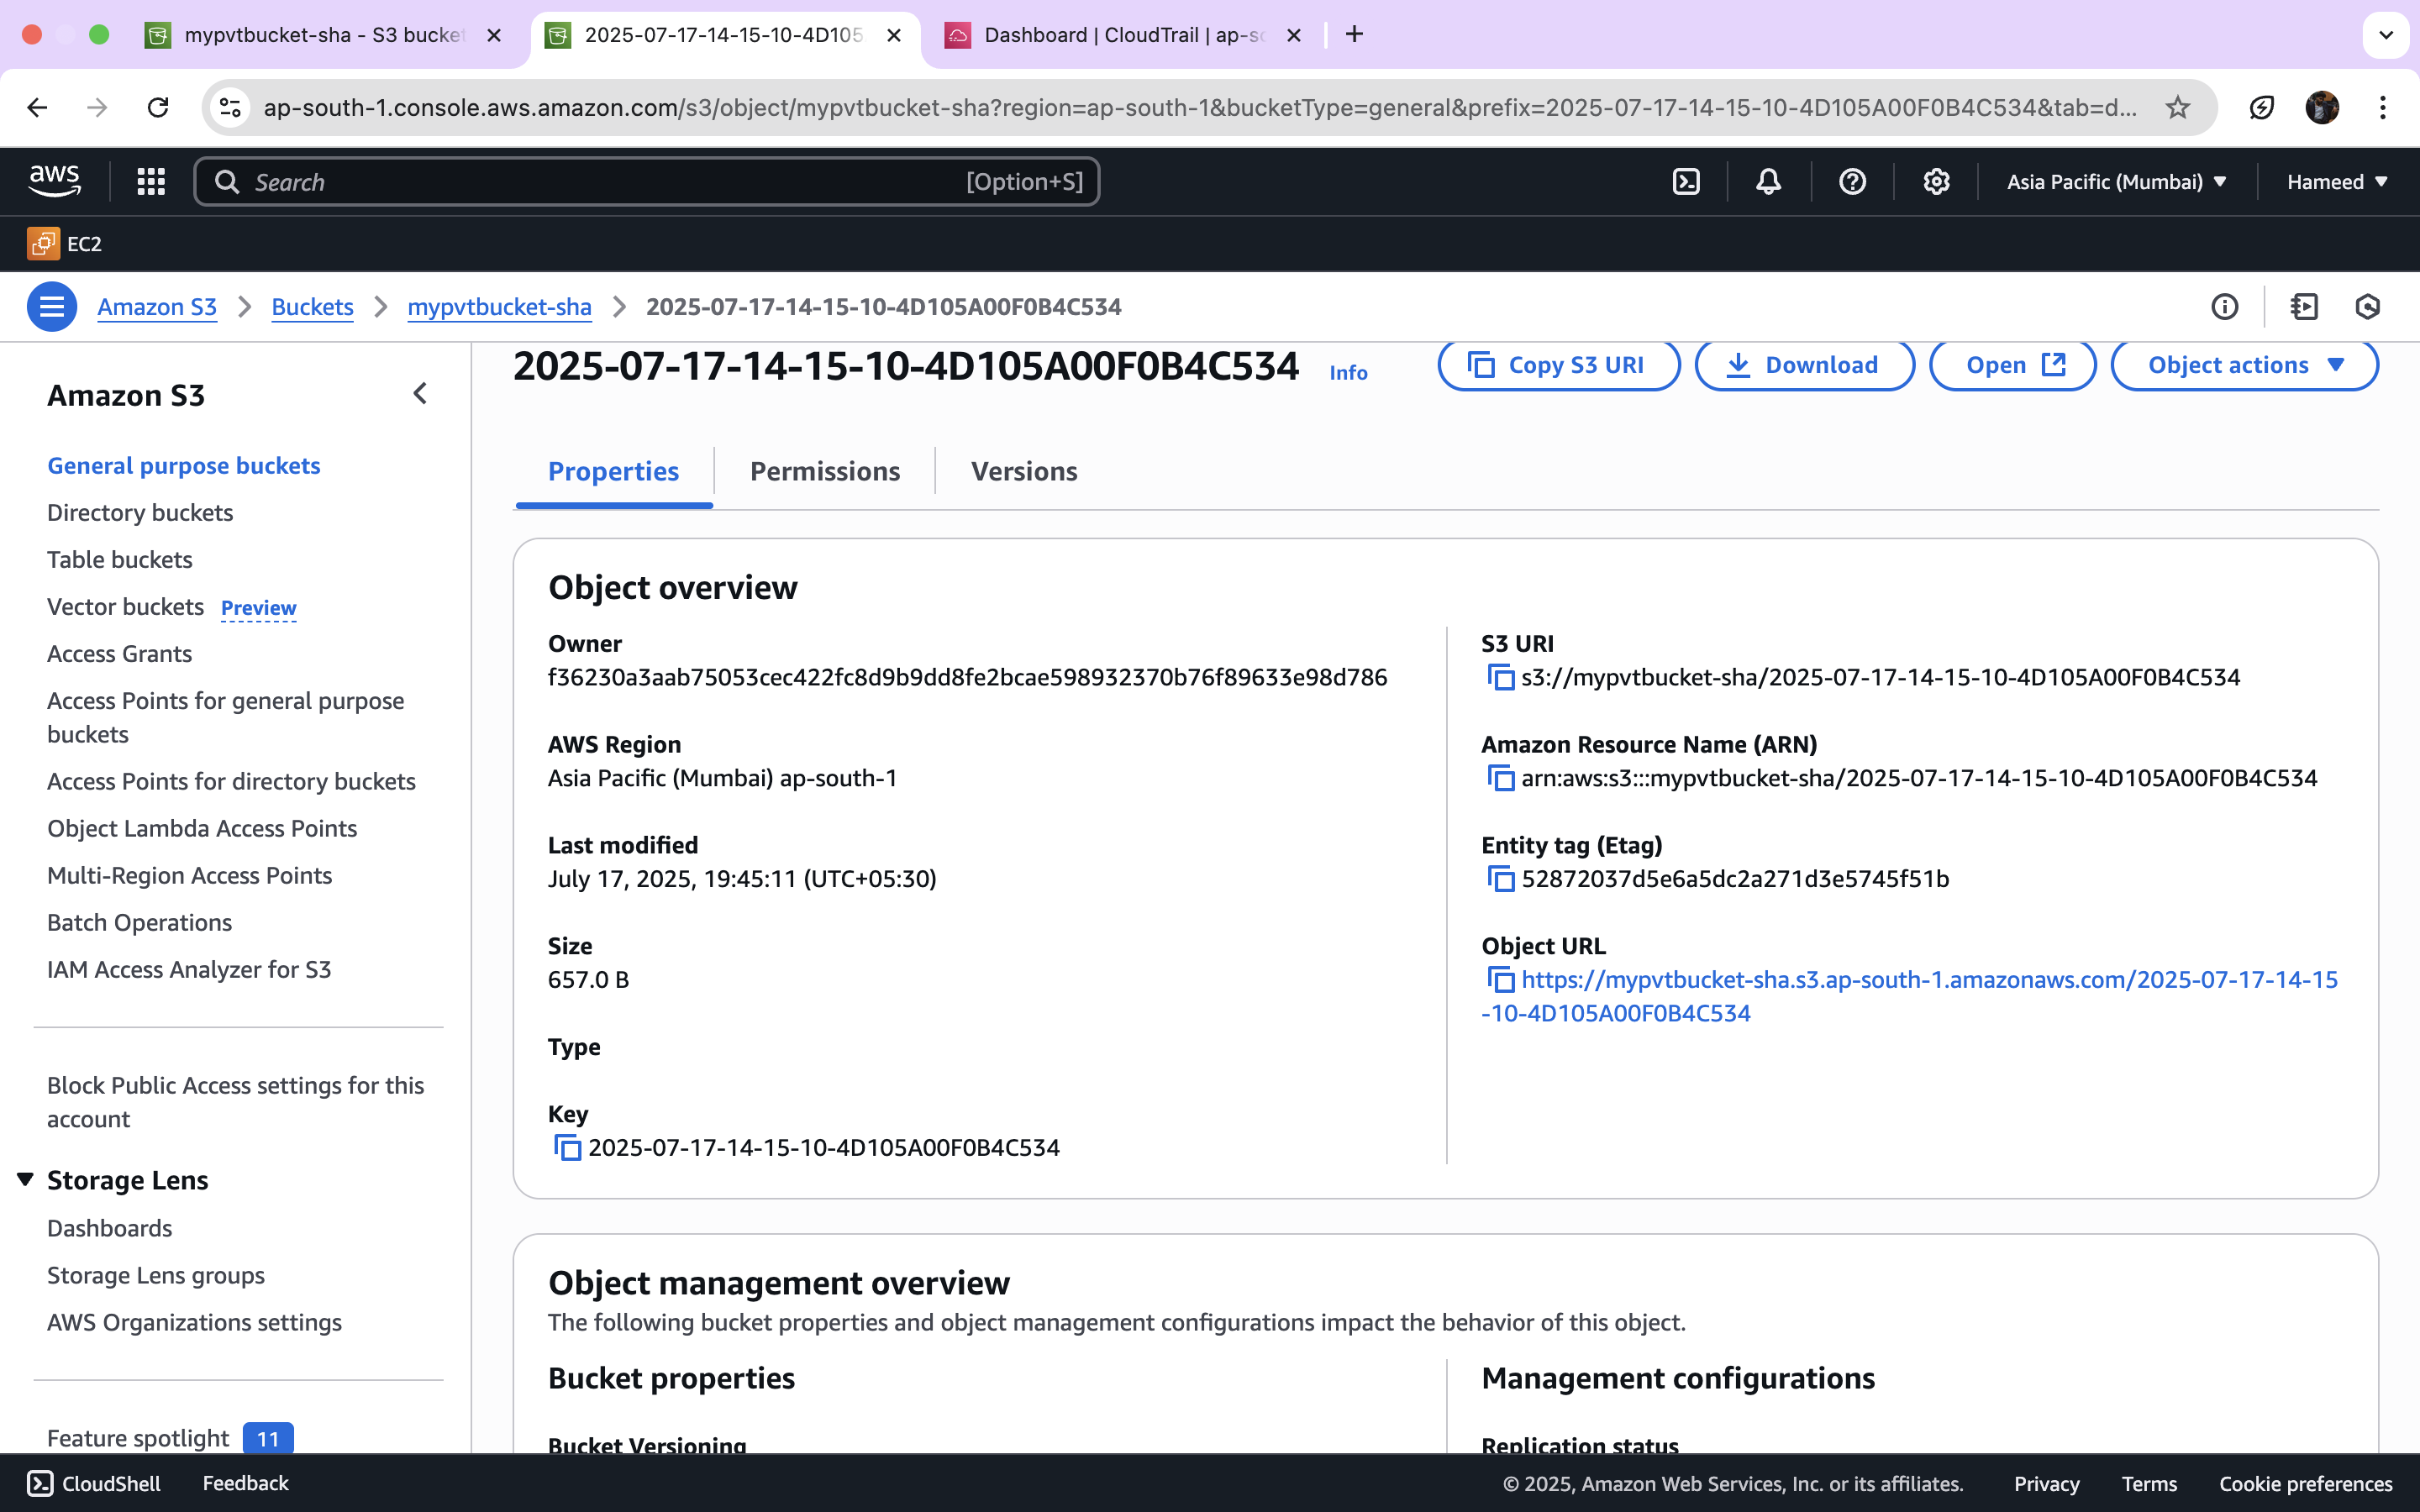 mypvtbucket-sha - S3 bucket
2025-07-17-14-15-10-4D105
Dashboard | CloudTrail | ap-so
ap-south-1.console.aws.amazon.com/s3/object/mypvtbucket-sha?region=ap-south-1&bucketType=general&prefix=2025-07-17-14-15-10-4D105A00F0B4C534&tab=d...
aws
Search
[Option+S]
Asia Pacific (Mumbai)
Hameed
EC2
Amazon S3
Buckets
mypvtbucket-sha
2025-07-17-14-15-10-4D105A00F0B4C534
Amazon S3
General purpose buckets
Directory buckets
Table buckets
Vector buckets Preview
Access Grants
Access Points for general purpose
buckets
Access Points for directory buckets
Object Lambda Access Points
Multi-Region Access Points
Batch Operations
IAM Access Analyzer for S3
Block Public Access settings for this
account
Storage Lens
Dashboards
Storage Lens groups
AWS Organizations settings
Feature spotlight 11
2025-07-17-14-15-10-4D105A00F0B4C534 Info
Copy S3 URI
Download
Open
Object actions
Properties
Permissions
Versions
Object overview
Owner
f36230a3aab75053cec422fc8d9b9dd8fe2bcae598932370b76f89633e98d786
AWS Region
Asia Pacific (Mumbai) ap-south-1
Last modified
July 17, 2025, 19:45:11 (UTC+05:30)
Size
657.0 B
Type
Key
2025-07-17-14-15-10-4D105A00F0B4C534
S3 URI
s3://mypvtbucket-sha/2025-07-17-14-15-10-4D105A00F0B4C534
Amazon Resource Name (ARN)
arn:aws:s3:::mypvtbucket-sha/2025-07-17-14-15-10-4D105A00F0B4C534
Entity tag (Etag)
52872037d5e6a5dc2a271d3e5745f51b
Object URL
https://mypvtbucket-sha.s3.ap-south-1.amazonaws.com/2025-07-17-14-15
-10-4D105A00F0B4C534
Object management overview
The following bucket properties and object management configurations impact the behavior of this object.
Bucket properties
Bucket Versioning
Management configurations
Replication status
CloudShell
Feedback
© 2025, Amazon Web Services, Inc. or its affiliates.
Privacy
Terms
Cookie preferences